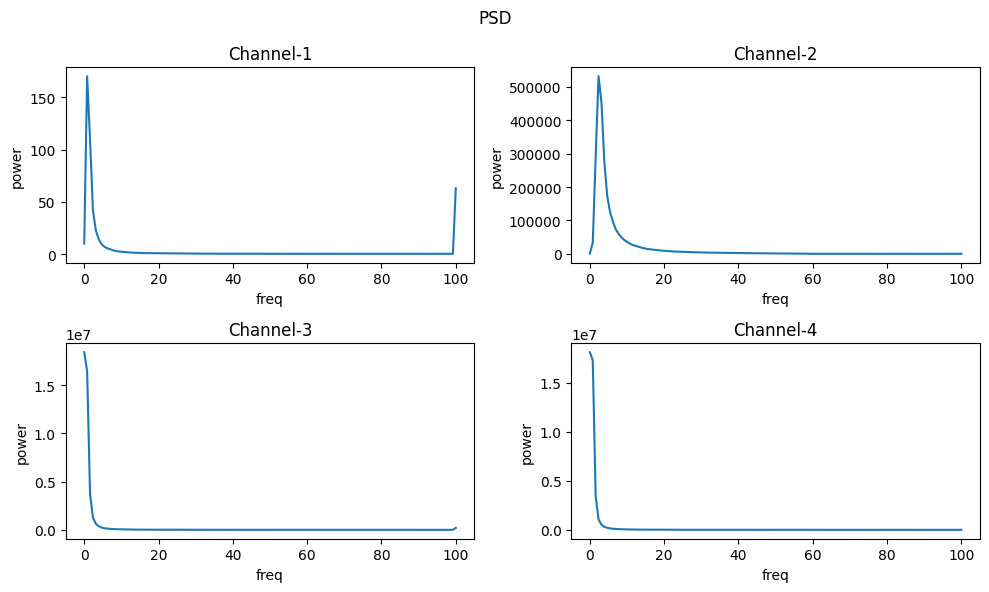 PSD
Channel-1
power
150
100
50
0
0 20 40 60 80 100
freq
Channel-2
power
500000
400000
300000
200000
100000
0
0 20 40 60 80 100
freq
Channel-3
1e7
power
1.5
1.0
0.5
0.0
0 20 40 60 80 100
freq
Channel-4
1e7
power
1.5
1.0
0.5
0.0
0 20 40 60 80 100
freq